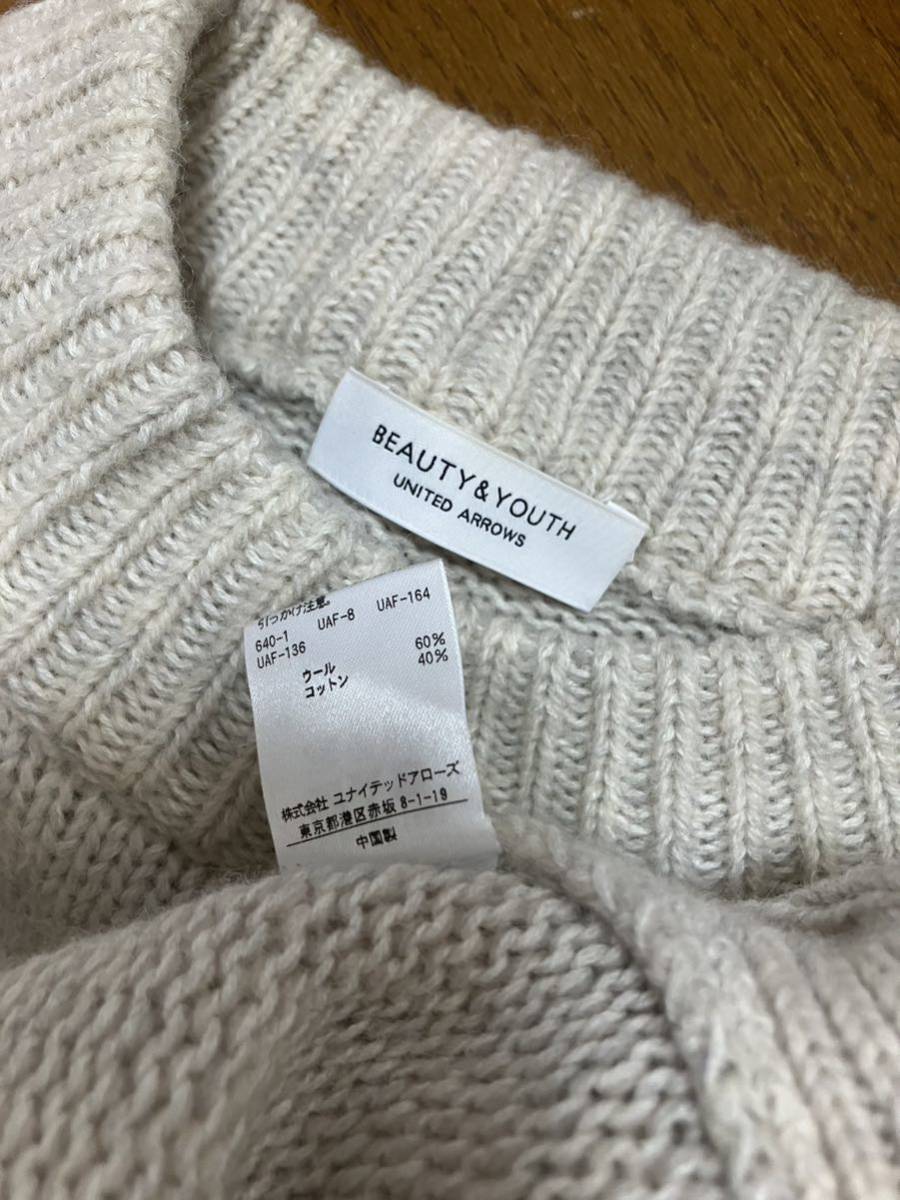 BEAUTY&YOUTH
UNITED ARROWS
引っかけ注意。
640-1 UAF-8 UAF-164
UAF-136
ウール 60%
コットン 40%
株式会社 ユナイテッドアローズ
東京都港区赤坂 8-1-19
中国製